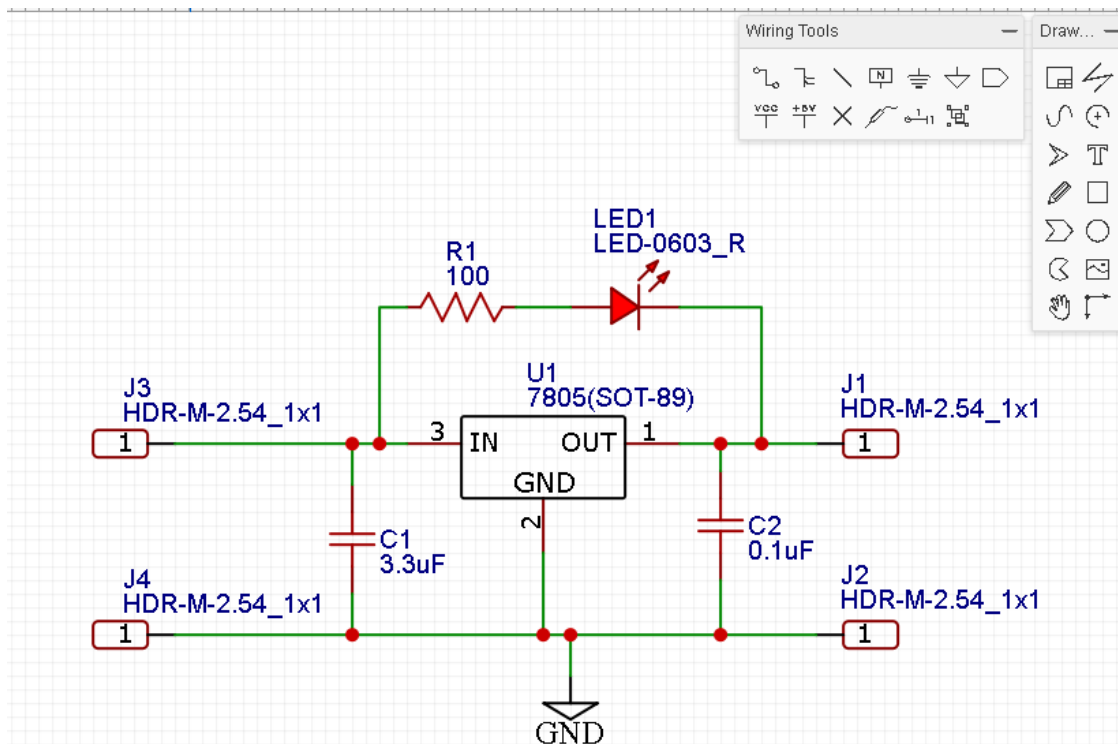 Wiring Tools
Draw...
N
VCC
+5V
T
LED1
LED-0603_R
R1
100
U1
7805(SOT-89)
J3
HDR-M-2.54_1x1
1
3
IN
OUT
1
GND
2
J1
HDR-M-2.54_1x1
1
C1
3.3uF
C2
0.1uF
J4
HDR-M-2.54_1x1
1
J2
HDR-M-2.54_1x1
1
GND